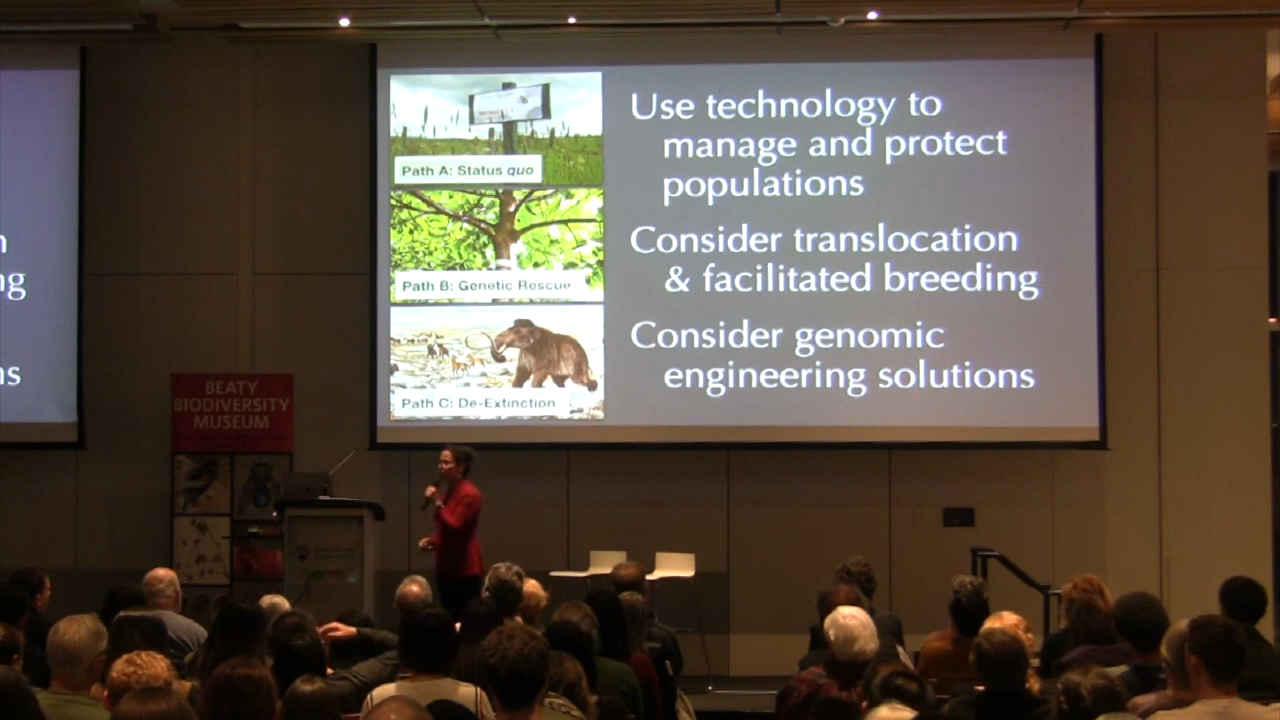 Use technology to
manage and protect
populations
Consider translocation
& facilitated breeding
Consider genomic
engineering solutions
Path A: Status quo
Path B: Genetic Rescue
Path C: De-Extinction
BEATY
BIODIVERSITY
MUSEUM